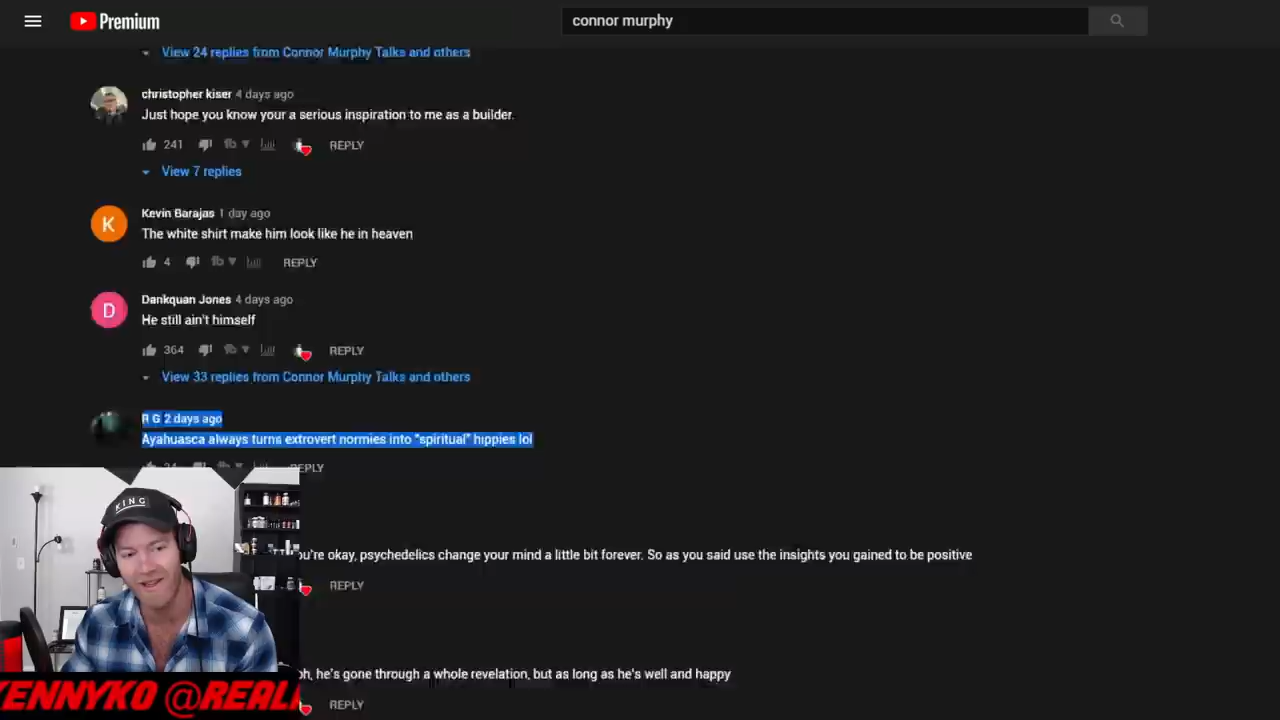 Premium
connor murphy
View 24 replies from Connor Murphy Talks and others
christopher kiser 4 days ago
Just hope you know your a serious inspiration to me as a builder.
241 REPLY
View 7 replies
K
Kevin Barajas 1 day ago
The white shirt make him look like he in heaven
4 REPLY
D
Dankquan Jones 4 days ago
He still ain't himself
364 REPLY
View 33 replies from Connor Murphy Talks and others
R G 2 days ago
Ayahuasca always turns extrovert normies into "spiritual" hippies lol
REPLY
KING
okay, psychedelics change your mind a little bit forever. So as you said use the insights you gained to be positive
REPLY
he's gone through a whole revelation, but as long as he's well and happy
REPLY
ENNYKO @REAL